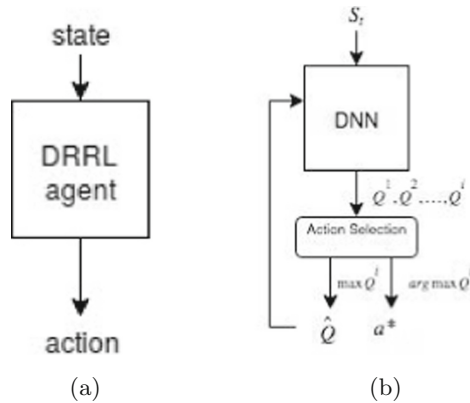 state
DRRL
agent
action
(a)
S_t
DNN
Q^1, Q^2, ...., Q^i
Action Selection
max Q^i
arg max Q^i
Q̂
a*
(b)